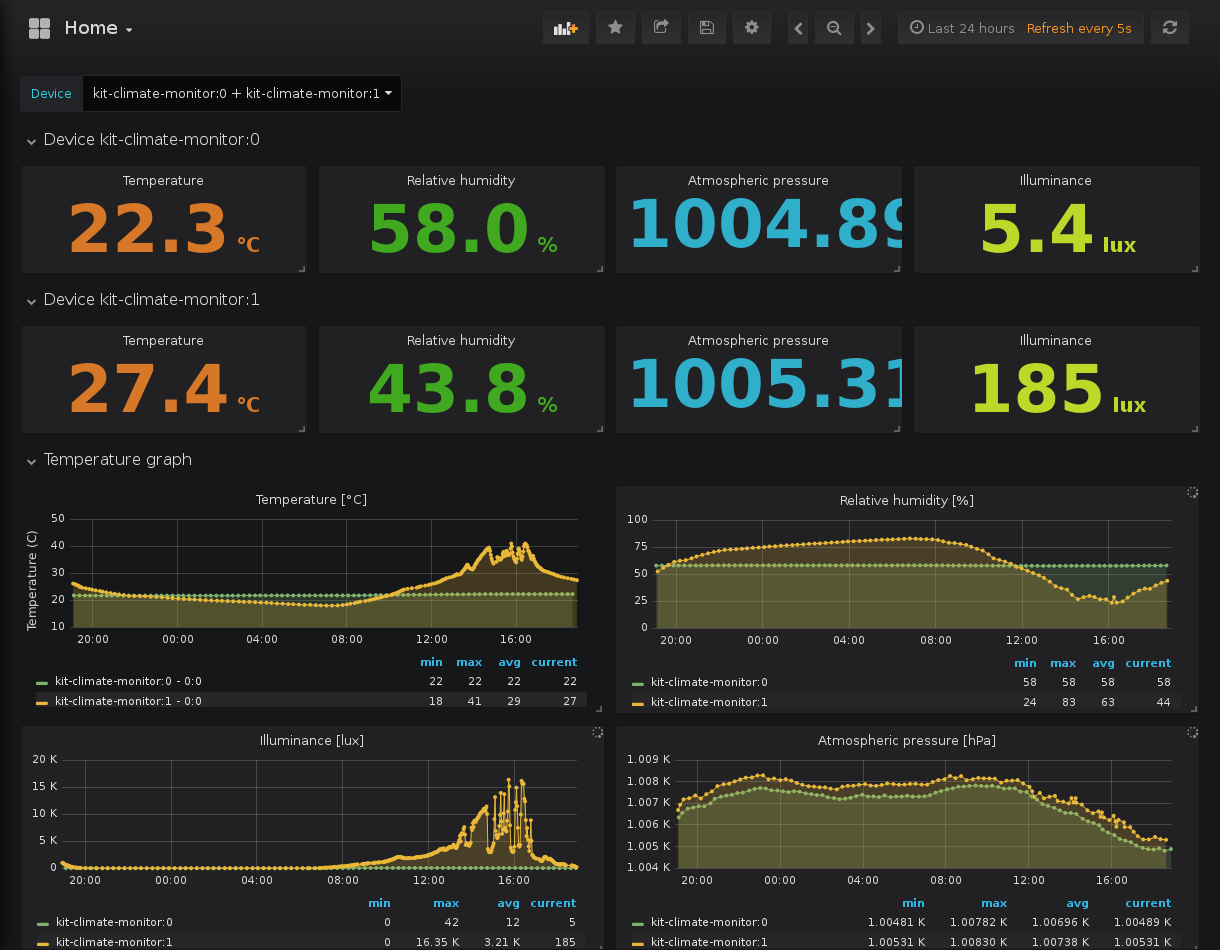 Home
Last 24 hours Refresh every 5s
Device kit-climate-monitor:0 + kit-climate-monitor:1
Device kit-climate-monitor:0
Temperature Relative humidity Atmospheric pressure Illuminance
22.3 °C 58.0 % 1004.89 5.4 lux
Device kit-climate-monitor:1
Temperature Relative humidity Atmospheric pressure Illuminance
27.4 °C 43.8 % 1005.31 185 lux
Temperature graph
Temperature [°C]
Temperature (C)
50
40
30
20
10
20:00 00:00 04:00 08:00 12:00 16:00
min max avg current
kit-climate-monitor:0 - 0:0 22 22 22 22
kit-climate-monitor:1 - 0:0 18 41 29 27
Relative humidity [%]
100
75
50
25
0
20:00 00:00 04:00 08:00 12:00 16:00
min max avg current
kit-climate-monitor:0 58 58 58 58
kit-climate-monitor:1 24 83 63 44
Illuminance [lux]
20 K
15 K
10 K
5 K
0
20:00 00:00 04:00 08:00 12:00 16:00
min max avg current
kit-climate-monitor:0 0 42 12 5
kit-climate-monitor:1 0 16.35 K 3.21 K 185
Atmospheric pressure [hPa]
1.009 K
1.008 K
1.007 K
1.006 K
1.005 K
1.004 K
20:00 00:00 04:00 08:00 12:00 16:00
min max avg current
kit-climate-monitor:0 1.00481 K 1.00782 K 1.00696 K 1.00489 K
kit-climate-monitor:1 1.00531 K 1.00830 K 1.00738 K 1.00531 K